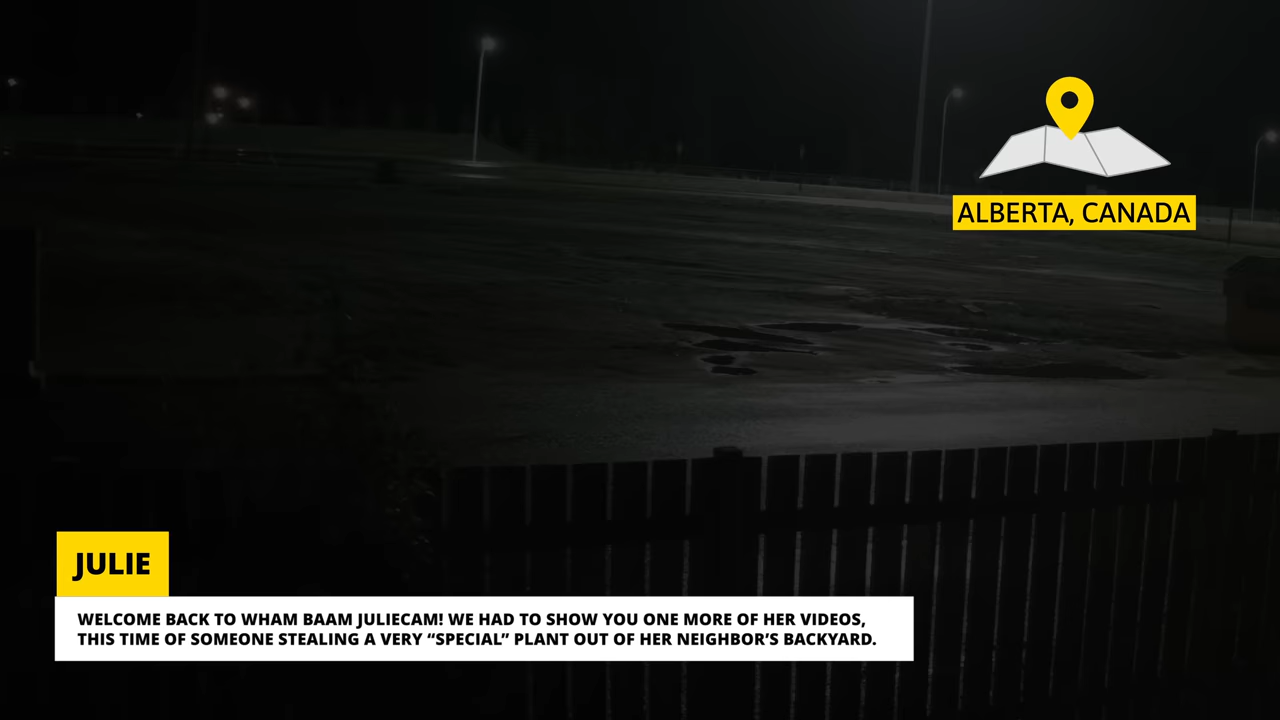 ALBERTA, CANADA
JULIE
WELCOME BACK TO WHAM BAAM JULIECAM! WE HAD TO SHOW YOU ONE MORE OF HER VIDEOS,
THIS TIME OF SOMEONE STEALING A VERY “SPECIAL” PLANT OUT OF HER NEIGHBOR’S BACKYARD.